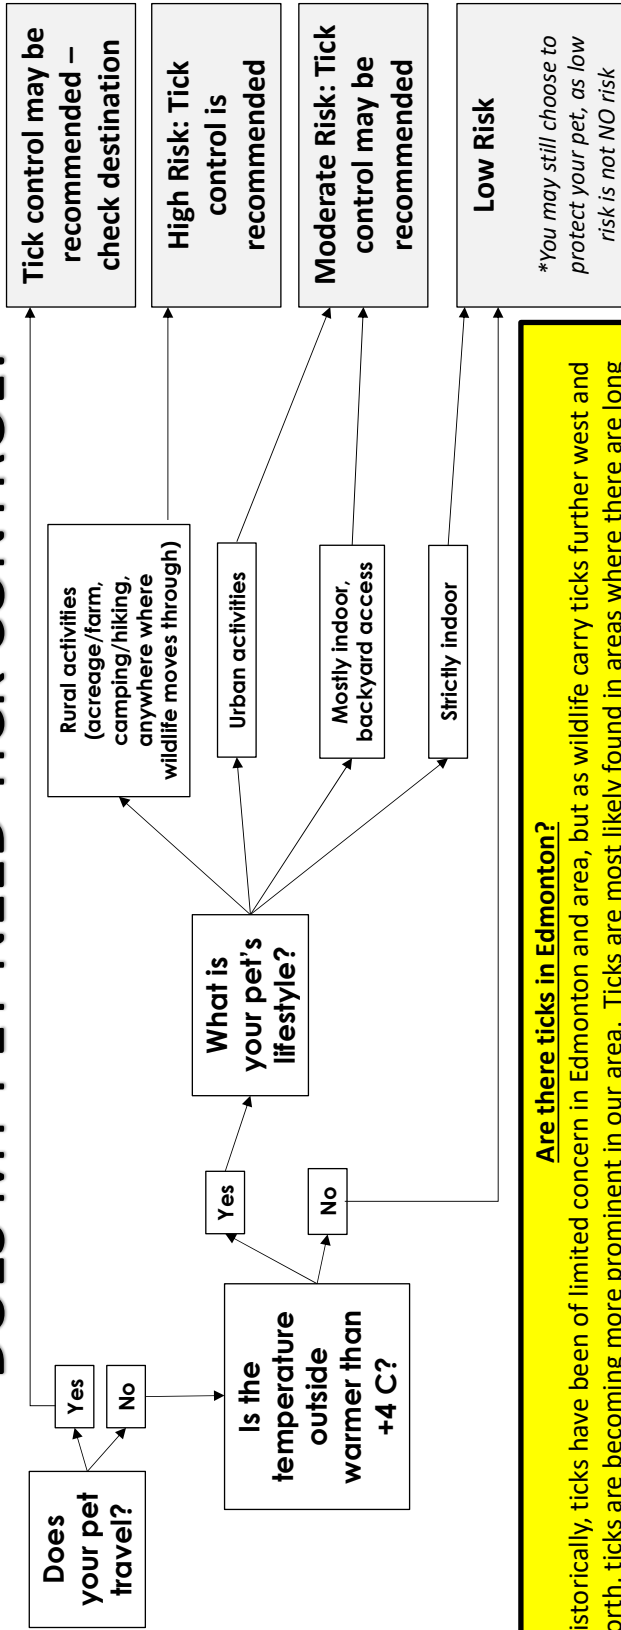 DOES MY PET NEED TICK CONTROL?
Does
your pet
travel?
Yes
No
Is the
temperature
outside
warmer than
+4 C?
Yes
No
What is
your pet's
lifestyle?
Rural activities
(acreage/farm,
camping/hiking,
anywhere where
wildlife moves through)
Urban activities
Mostly indoor,
backyard access
Strictly indoor
Tick control may be
recommended –
check destination
High Risk: Tick
control is
recommended
Moderate Risk: Tick
control may be
recommended
Low Risk
*You may still choose to
protect your pet, as low
risk is not NO risk
Are there ticks in Edmonton?
istorically, ticks have been of limited concern in Edmonton and area, but as wildlife carry ticks further west and
orth, ticks are becoming more prominent in our area. Ticks are most likely found in areas where there are long